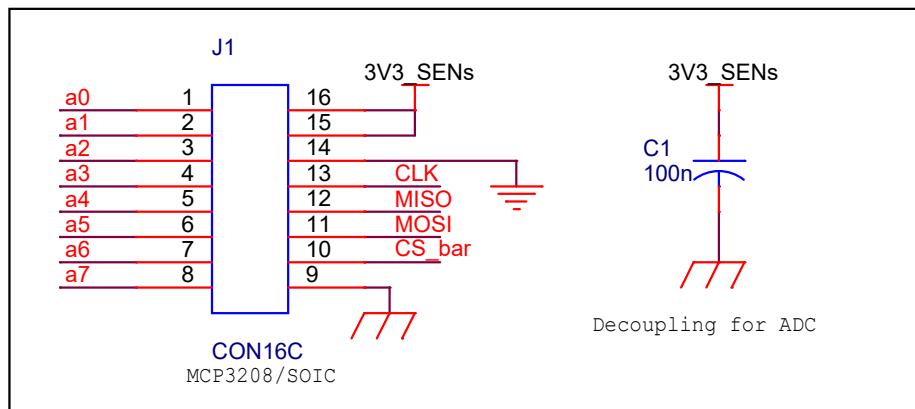 J1
3V3_SENs
3V3_SENs
a0 1 16
a1 2 15
a2 3 14
a3 4 13 CLK
a4 5 12 MISO
a5 6 11 MOSI
a6 7 10 CS_bar
a7 8 9
C1
100n
CON16C
MCP3208/SOIC
Decoupling for ADC